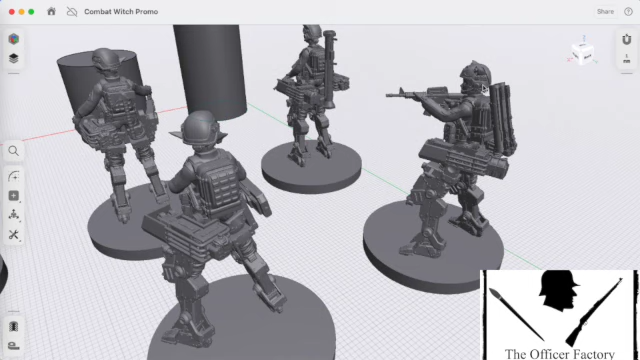 Combat Witch Promo
Share
The Officer Factory